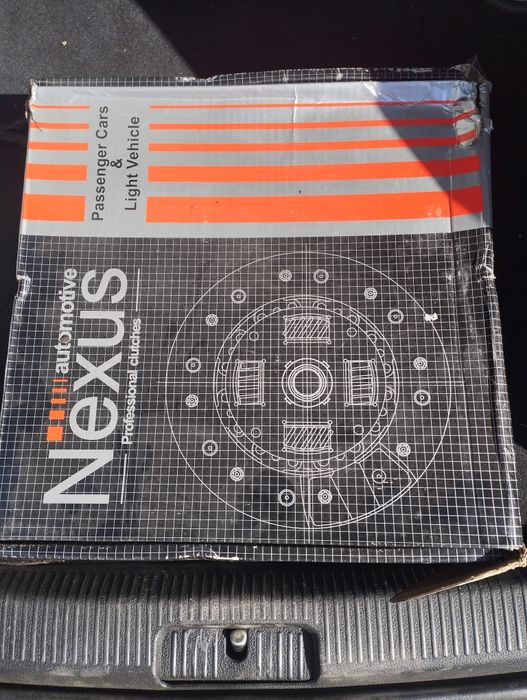 Passenger Cars
&
Light Vehicle
automotive
Nexus
Professional clutches